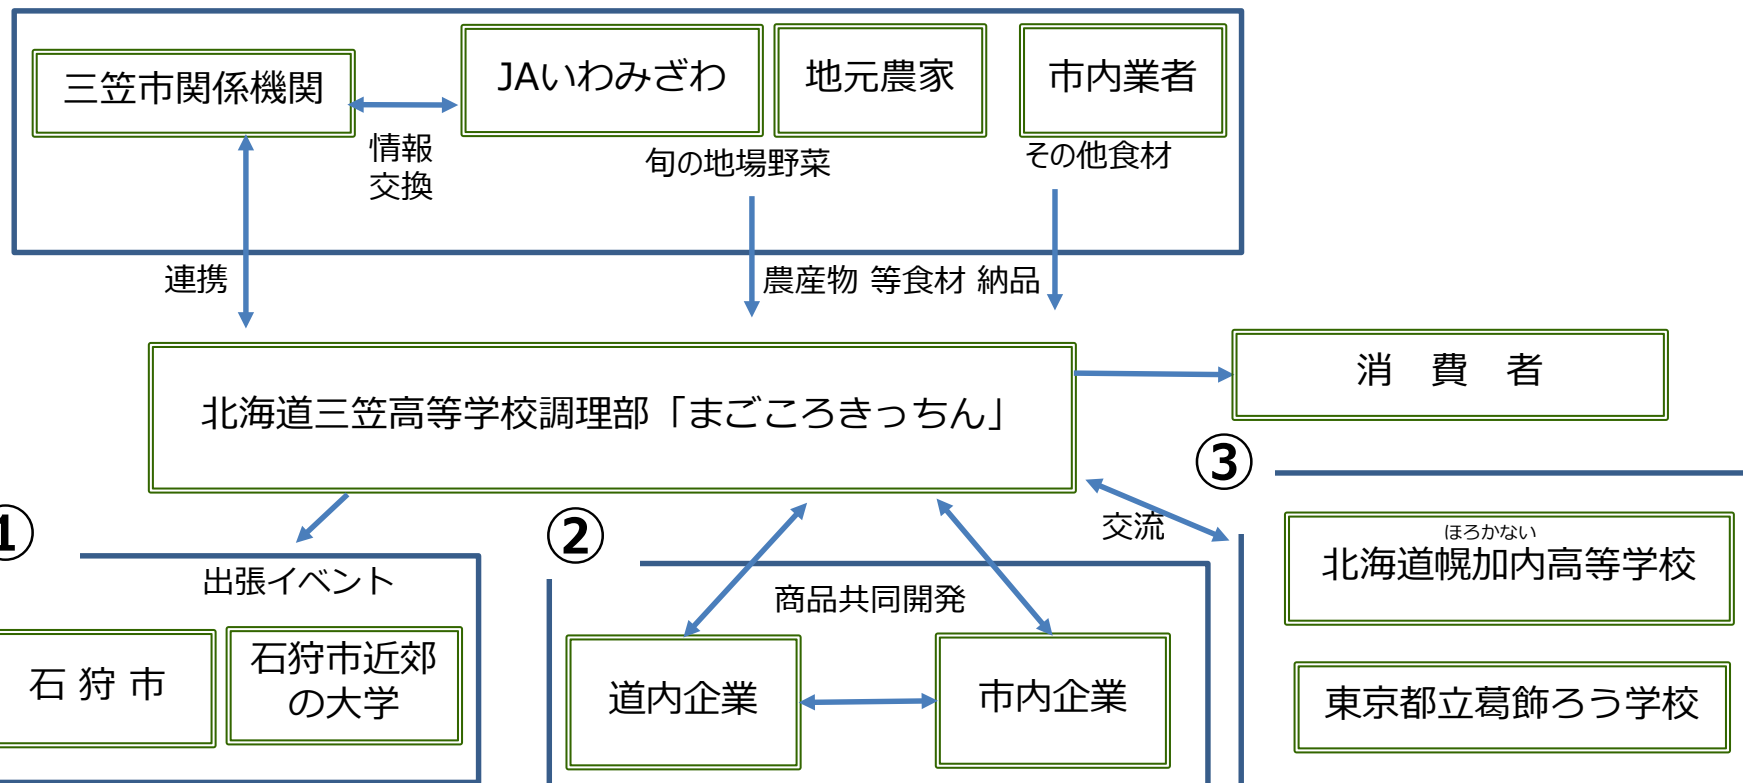 三笠市関係機関
JAいわみざわ
地元農家
市内業者
情報
交換
旬の地場野菜
その他食材
連携
農産物 等食材 納品
北海道三笠高等学校調理部「まごころきっちん」
消 費 者
①
出張イベント
石 狩 市
石狩市近郊
の大学
②
商品共同開発
道内企業
市内企業
③
交流
ほろかない
北海道幌加内高等学校
東京都立葛飾ろう学校